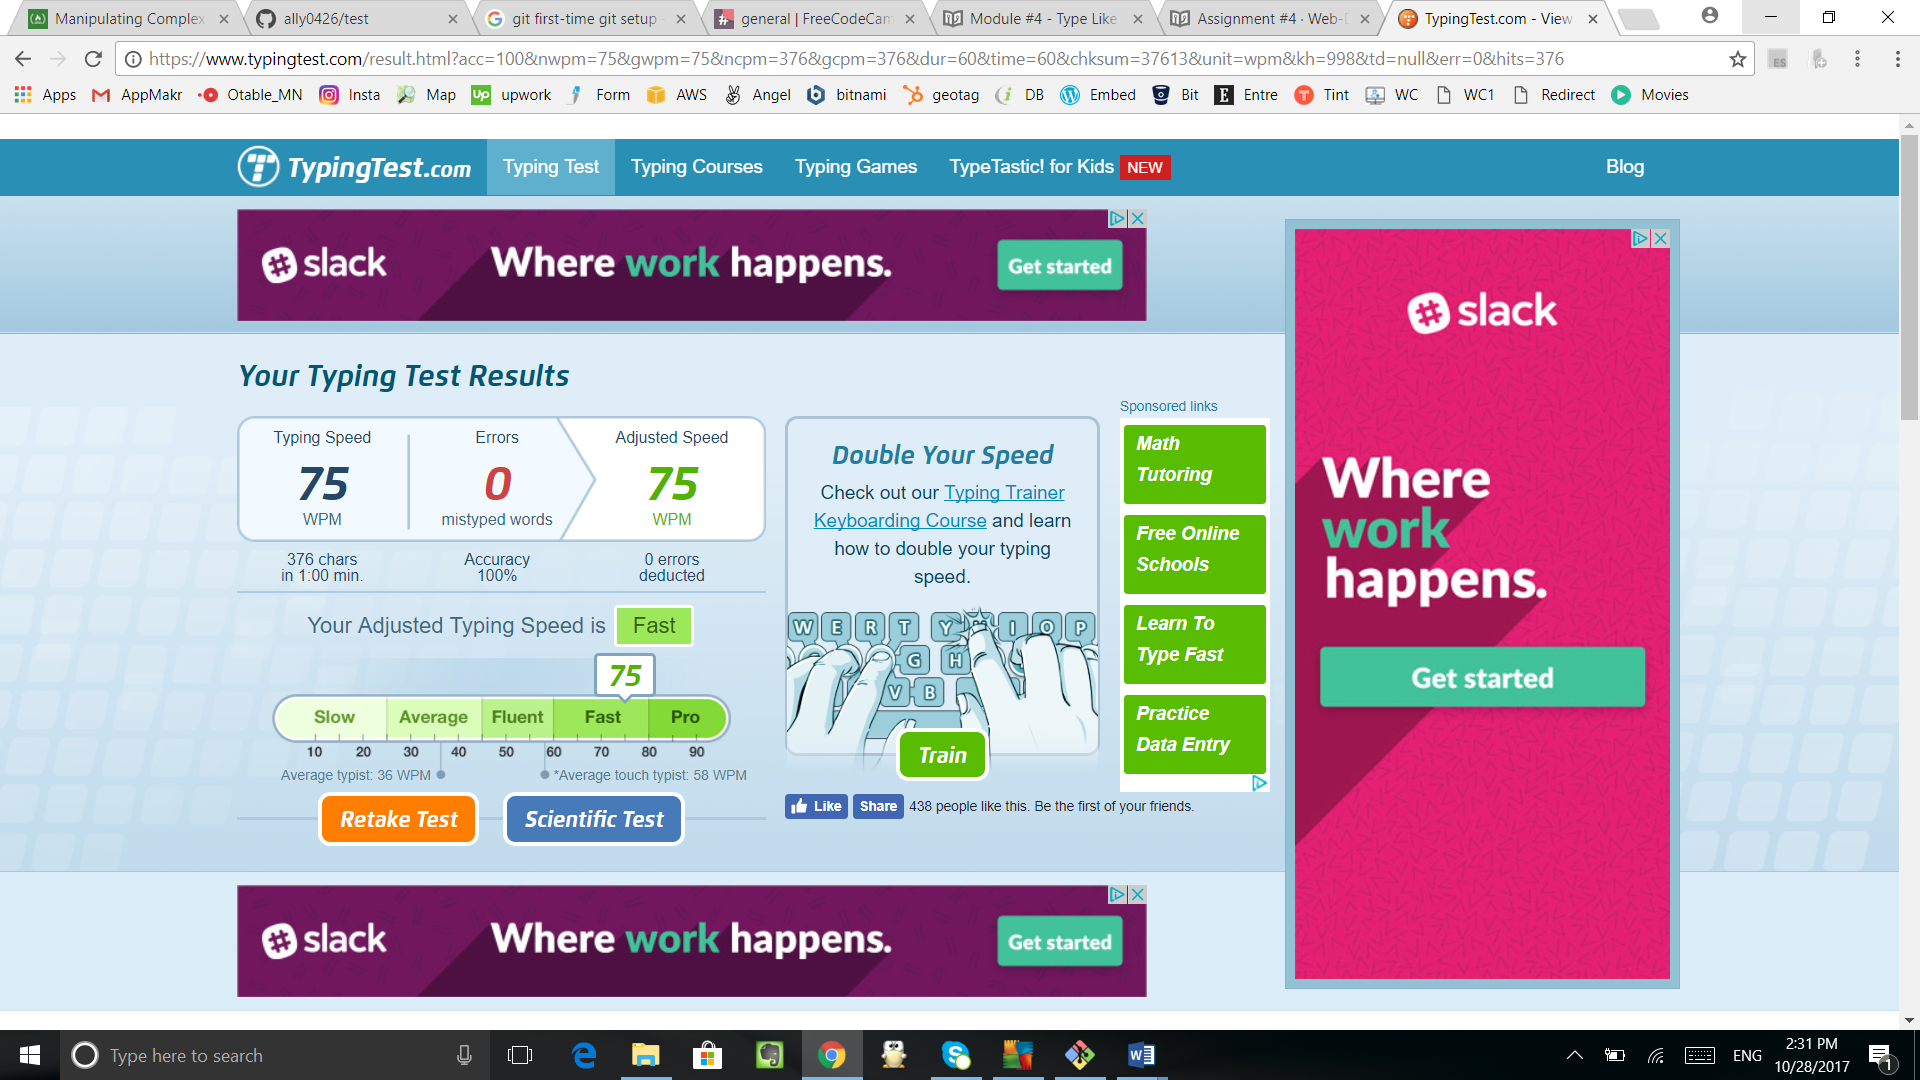 Manipulating Complex
ally0426/test
git first-time git setup -
general | FreeCodeCam
Module #4 - Type Like
Assignment #4 · Web-D
TypingTest.com - View
https://www.typingtest.com/result.html?acc=100&nwpm=75&gwpm=75&ncpm=376&gcpm=376&dur=60&time=60&chksum=37613&unit=wpm&kh=998&td=null&err=0&hits=376
ES
Apps
AppMakr
Otable_MN
Insta
Map
Up
upwork
Form
AWS
Angel
bitnami
geotag
DB
Embed
Bit
E
Entre
Tint
WC
WC1
Redirect
Movies
TypingTest.com
Typing Test
Typing Courses
Typing Games
TypeTastic! for Kids NEW
Blog
slack
Where work happens.
Get started
Your Typing Test Results
Typing Speed
75
WPM
376 chars
in 1:00 min.
Errors
0
mistyped words
Accuracy
100%
Adjusted Speed
75
WPM
0 errors
deducted
Your Adjusted Typing Speed is Fast
75
Slow Average Fluent Fast Pro
10 20 30 40 50 60 70 80 90
Average typist: 36 WPM
*Average touch typist: 58 WPM
Retake Test
Scientific Test
Double Your Speed
Check out our Typing Trainer
Keyboarding Course and learn
how to double your typing
speed.
W E R T Y I O P
G H
V B
Train
Like
Share
438 people like this. Be the first of your friends.
Sponsored links
Math
Tutoring
Free Online
Schools
Learn To
Type Fast
Practice
Data Entry
slack
Where
work
happens.
Get started
slack
Where work happens.
Get started
Type here to search
ENG
2:31 PM
10/28/2017
1